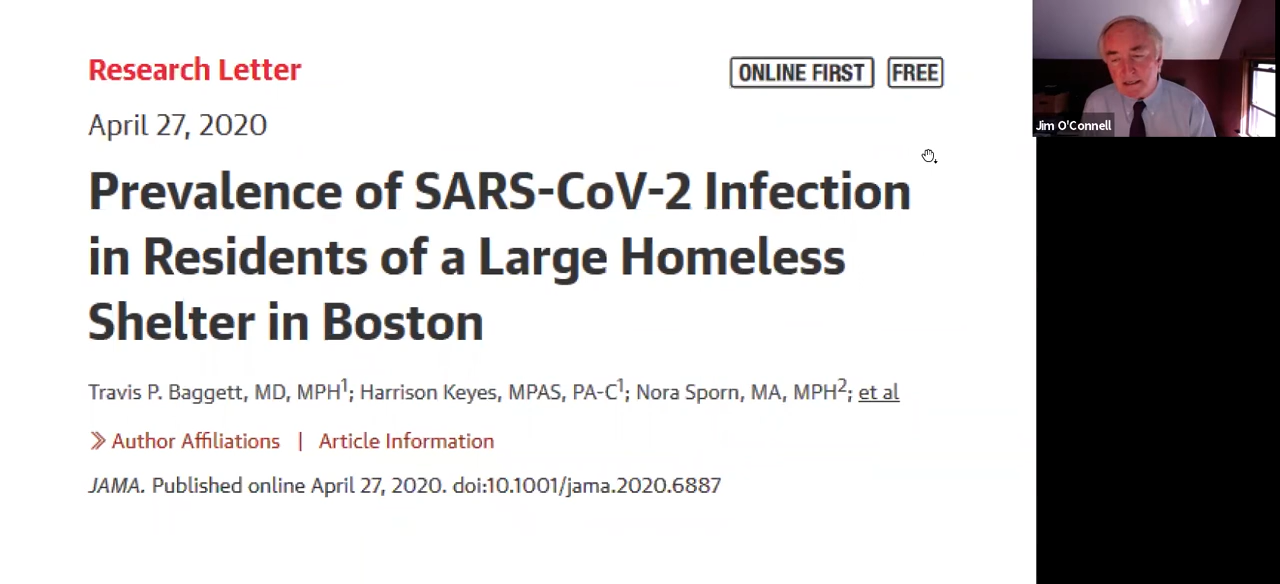 Research Letter
ONLINE FIRST FREE
April 27, 2020
Prevalence of SARS-CoV-2 Infection
in Residents of a Large Homeless
Shelter in Boston
Travis P. Baggett, MD, MPH1; Harrison Keyes, MPAS, PA-C1; Nora Sporn, MA, MPH2; et al
» Author Affiliations | Article Information
JAMA. Published online April 27, 2020. doi:10.1001/jama.2020.6887
Jim O'Connell